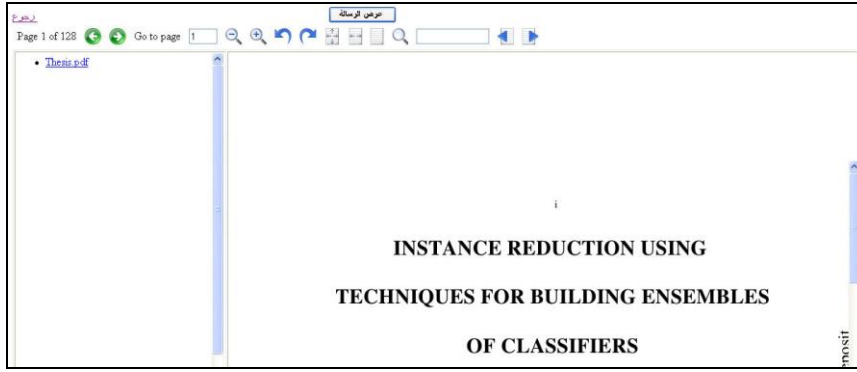 رجوع
عرض الرسالة
Page 1 of 128 Go to page 1
Thesis.pdf
i
INSTANCE REDUCTION USING
TECHNIQUES FOR BUILDING ENSEMBLES
OF CLASSIFIERS